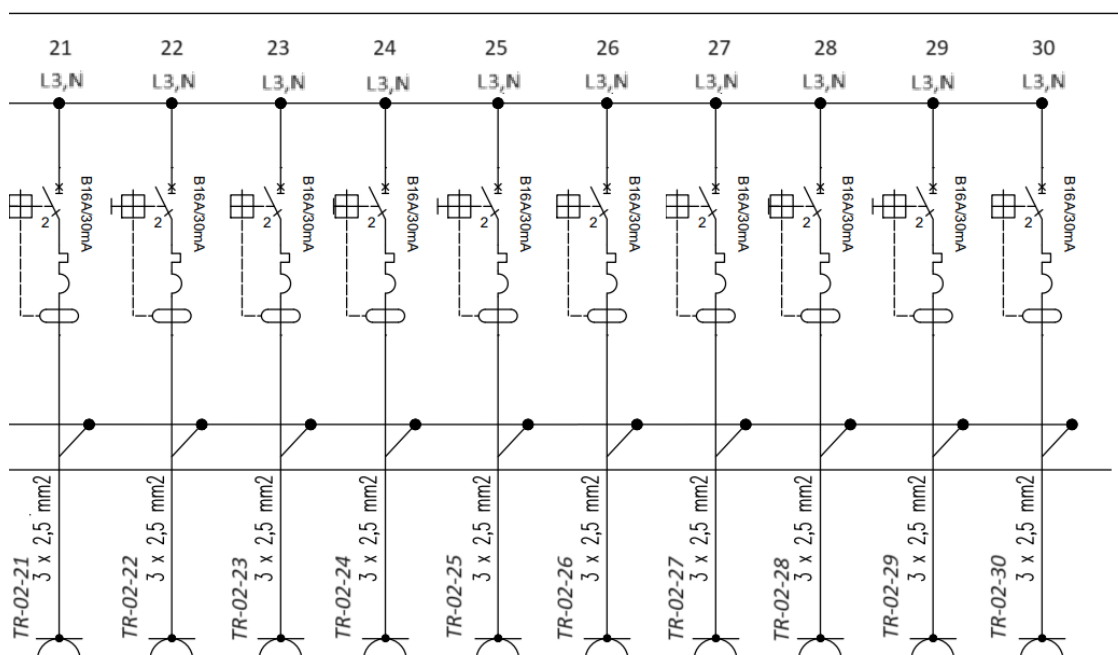 21 22 23 24 25 26 27 28 29 30
L3,N L3,N L3,N L3,N L3,N L3,N L3,N L3,N L3,N L3,N
B16A/30mA B16A/30mA B16A/30mA B16A/30mA B16A/30mA B16A/30mA B16A/30mA B16A/30mA B16A/30mA B16A/30mA
2 2 2 2 2 2 2 2 2 2
3 x 2,5 mm2 3 x 2,5 mm2 3 x 2,5 mm2 3 x 2,5 mm2 3 x 2,5 mm2 3 x 2,5 mm2 3 x 2,5 mm2 3 x 2,5 mm2 3 x 2,5 mm2 3 x 2,5 mm2
TR-02-21 TR-02-22 TR-02-23 TR-02-24 TR-02-25 TR-02-26 TR-02-27 TR-02-28 TR-02-29 TR-02-30